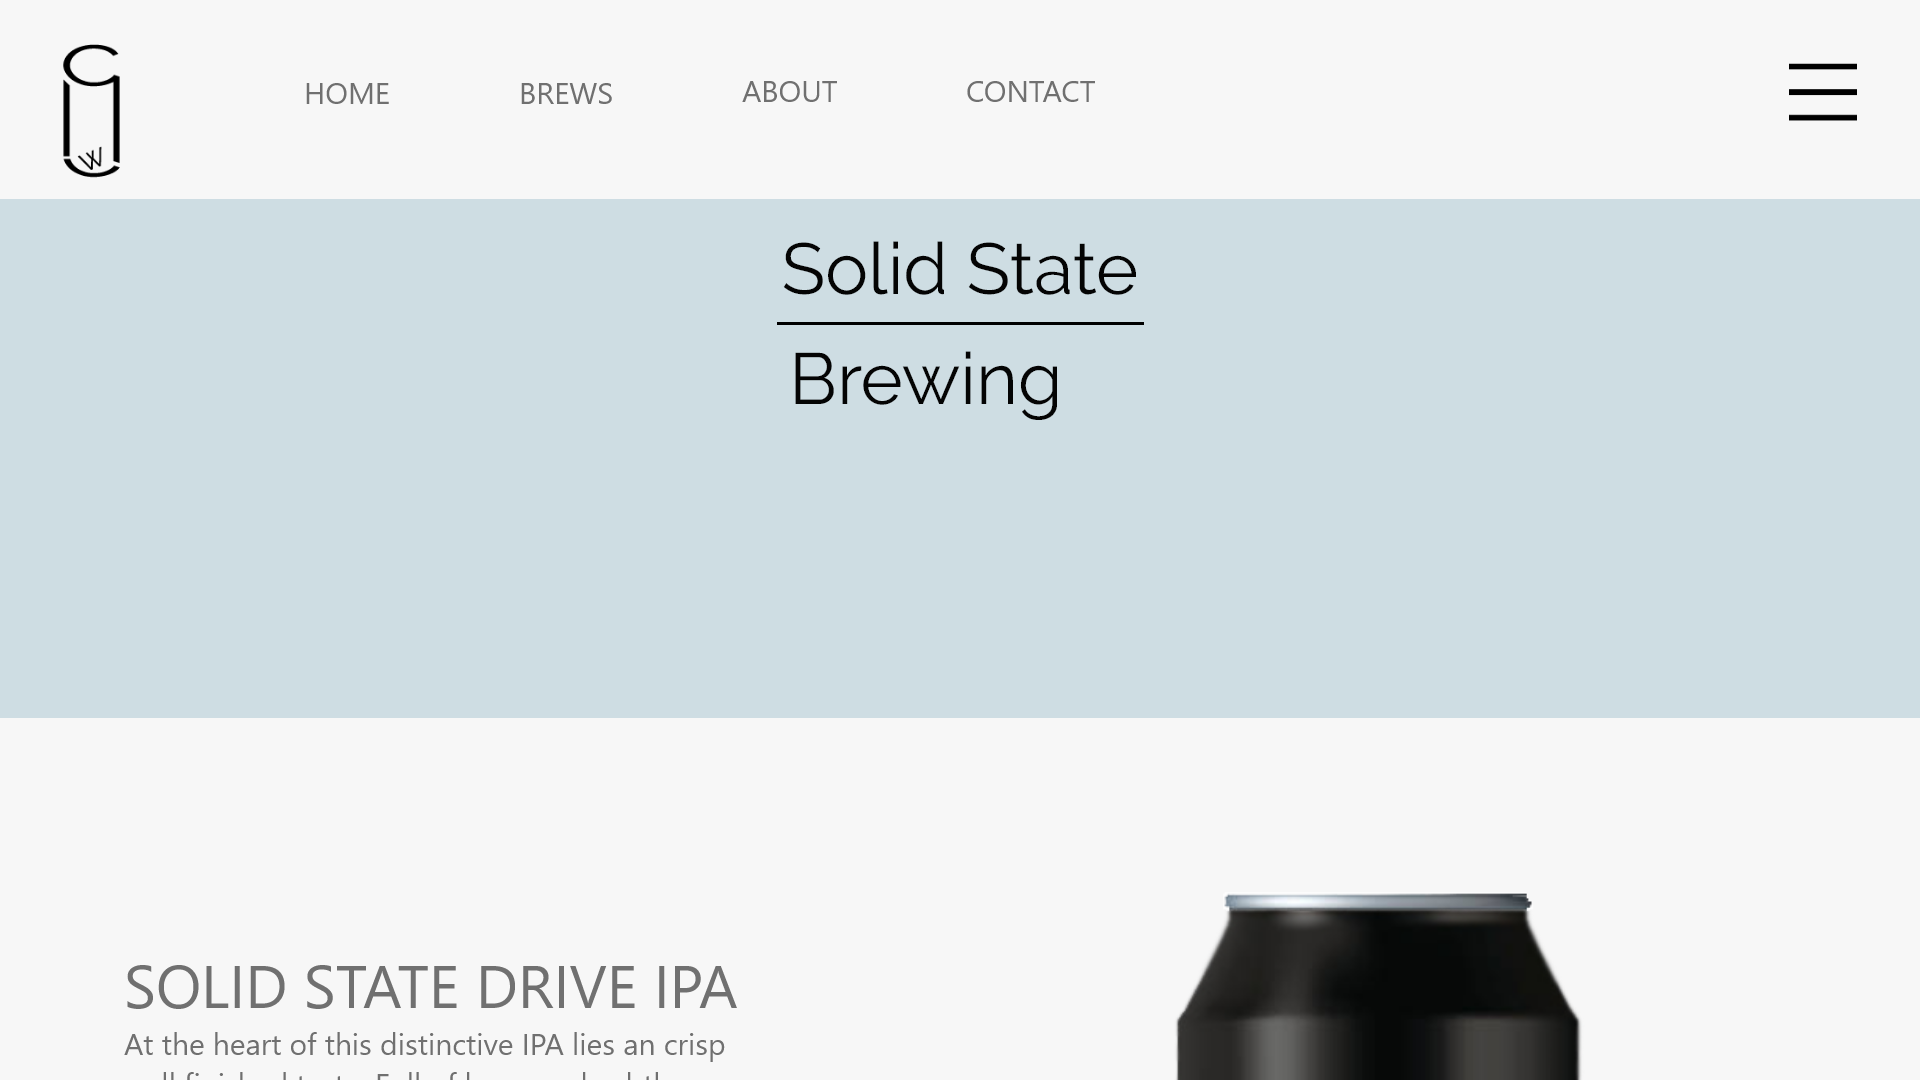 W
HOME BREWS ABOUT CONTACT
Solid State
Brewing
SOLID STATE DRIVE IPA
At the heart of this distinctive IPA lies an crisp